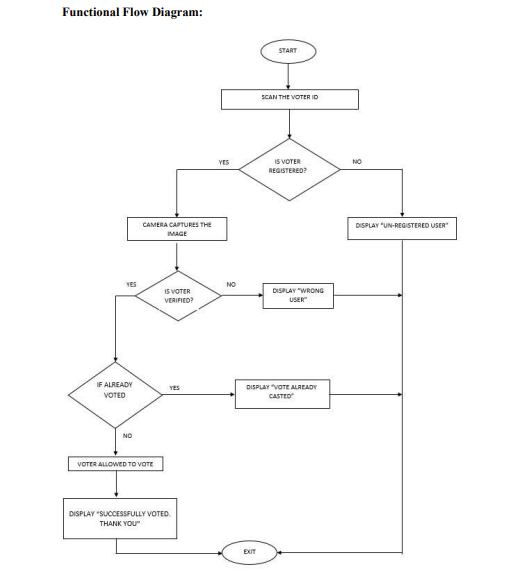 Functional Flow Diagram:
START
SCAN THE VOTER ID
YES
IS VOTER
REGISTERED?
NO
CAMERA CAPTURES THE
IMAGE
DISPLAY "UN-REGISTERED USER"
YES
IS VOTER
VERIFIED?
NO
DISPLAY "WRONG
USER"
IF ALREADY
VOTED
YES
DISPLAY "VOTE ALREADY
CASTED"
NO
VOTER ALLOWED TO VOTE
DISPLAY "SUCCESSFULLY VOTED.
THANK YOU"
EXIT